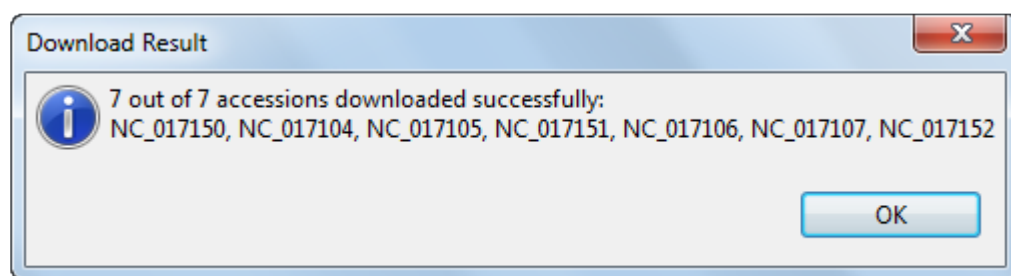 Download Result
7 out of 7 accessions downloaded successfully:
NC_017150, NC_017104, NC_017105, NC_017151, NC_017106, NC_017107, NC_017152
OK